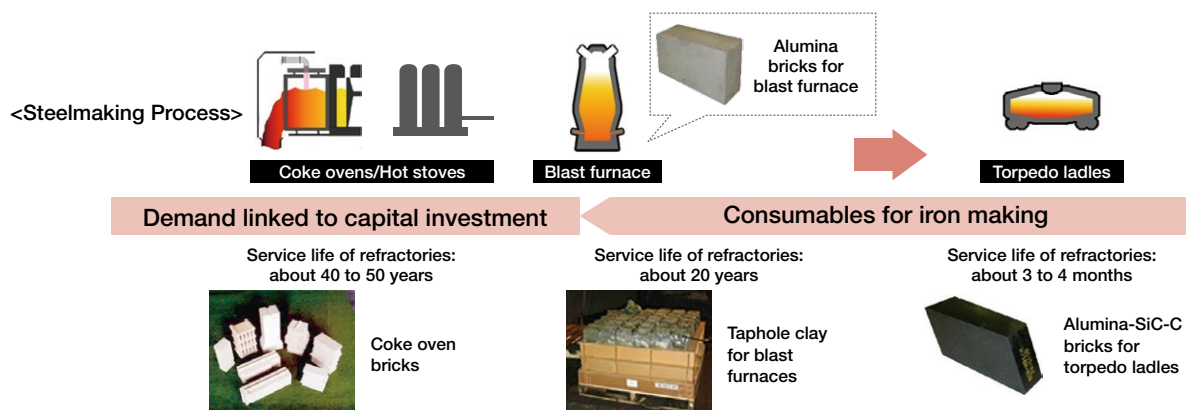 <Steelmaking Process>
Alumina
bricks for
blast furnace
Coke ovens/Hot stoves
Blast furnace
Torpedo ladles
Demand linked to capital investment
Consumables for iron making
Service life of refractories:
about 40 to 50 years
Service life of refractories:
about 20 years
Service life of refractories:
about 3 to 4 months
Coke oven
bricks
Taphole clay
for blast
furnaces
Alumina-SiC-C
bricks for
torpedo ladles